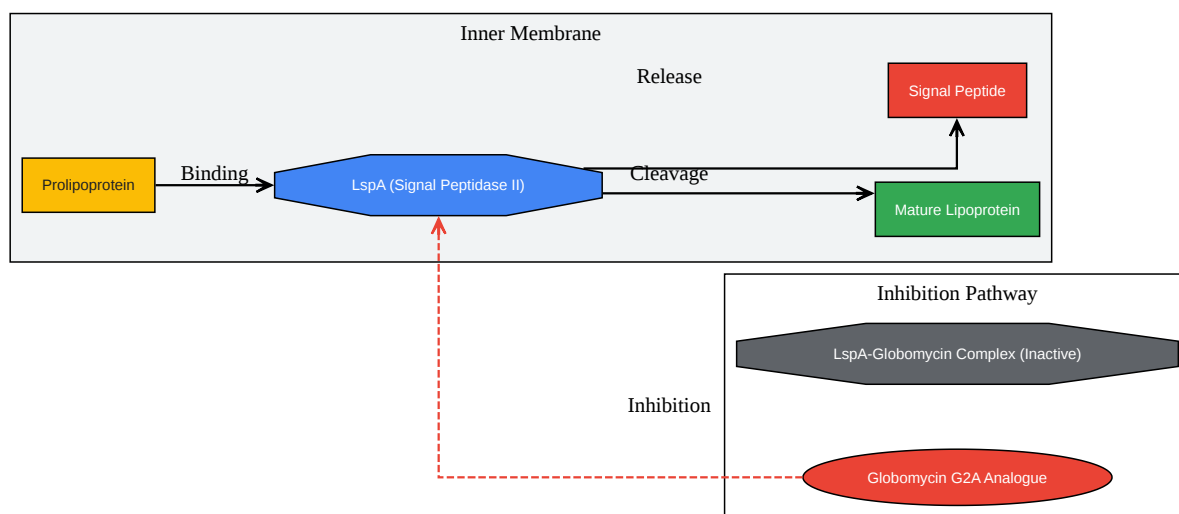 Inner Membrane
Release
Signal Peptide
Prolipoprotein
Binding
LspA (Signal Peptidase II)
Cleavage
Mature Lipoprotein
Inhibition Pathway
LspA-Globomycin Complex (Inactive)
Inhibition
Globomycin G2A Analogue